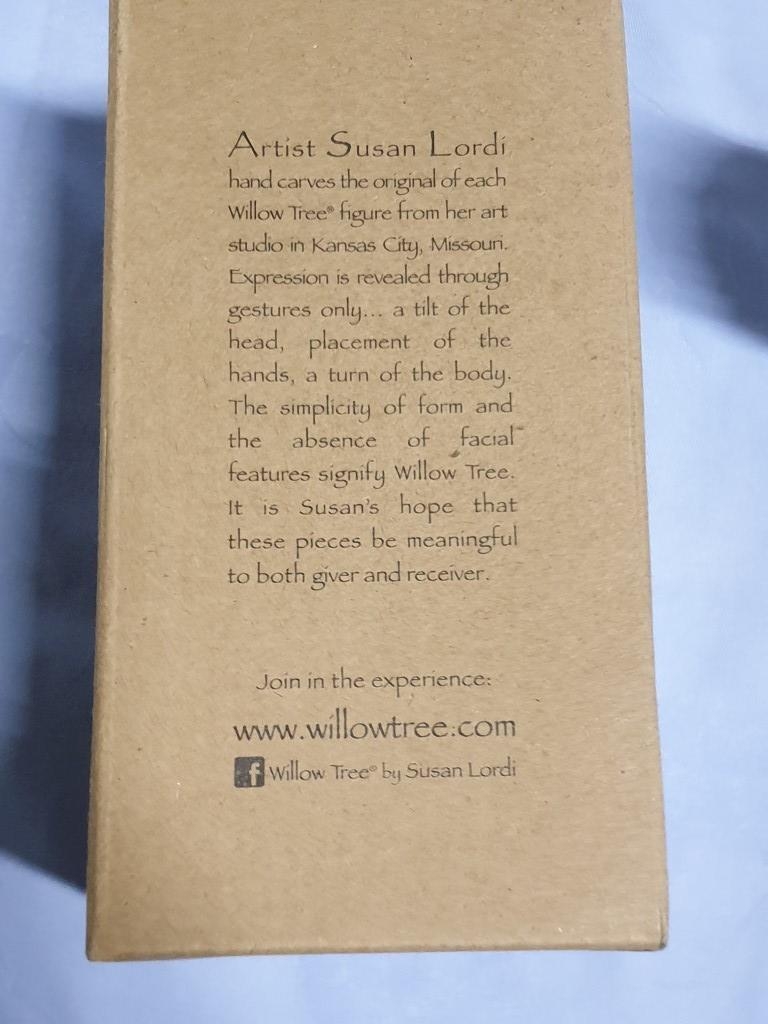 Artist Susan Lordi
hand carves the original of each
Willow Tree® figure from her art
studio in Kansas City, Missouri.
Expression is revealed through
gestures only... a tilt of the
head, placement of the
hands, a turn of the body.
The simplicity of form and
the absence of facial
features signify Willow Tree.
It is Susan's hope that
these pieces be meaningful
to both giver and receiver.
Join in the experience:
www.willowtree.com
f Willow Tree® by Susan Lordi